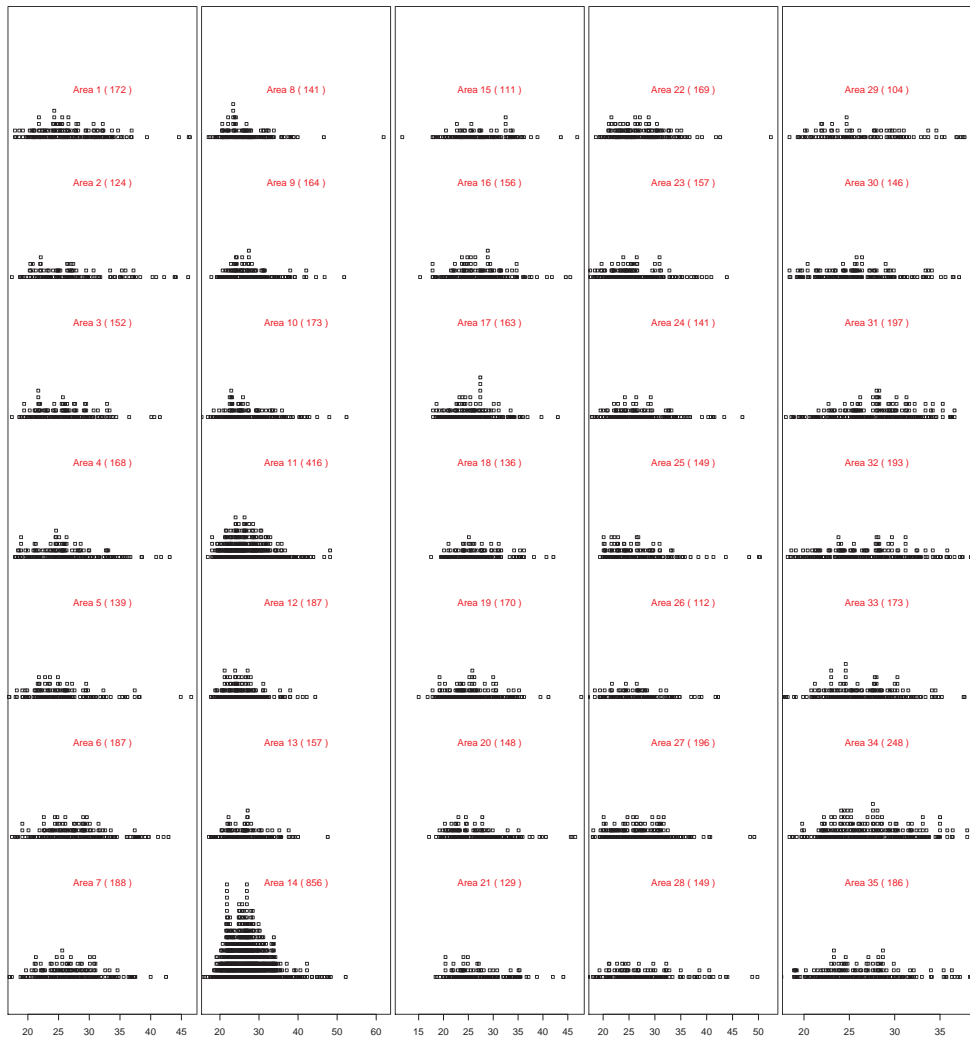 Area 1 ( 172 )
Area 8 ( 141 )
Area 15 ( 111 )
Area 22 ( 169 )
Area 29 ( 104 )
Area 2 ( 124 )
Area 9 ( 164 )
Area 16 ( 156 )
Area 23 ( 157 )
Area 30 ( 146 )
Area 3 ( 152 )
Area 10 ( 173 )
Area 17 ( 163 )
Area 24 ( 141 )
Area 31 ( 197 )
Area 4 ( 168 )
Area 11 ( 416 )
Area 18 ( 136 )
Area 25 ( 149 )
Area 32 ( 193 )
Area 5 ( 139 )
Area 12 ( 187 )
Area 19 ( 170 )
Area 26 ( 112 )
Area 33 ( 173 )
Area 6 ( 187 )
Area 13 ( 157 )
Area 20 ( 148 )
Area 27 ( 196 )
Area 34 ( 248 )
Area 7 ( 188 )
Area 14 ( 856 )
Area 21 ( 129 )
Area 28 ( 149 )
Area 35 ( 186 )
20 25 30 35 40 45
20 30 40 50 60
15 20 25 30 35 40 45
20 25 30 35 40 45 50
20 25 30 35